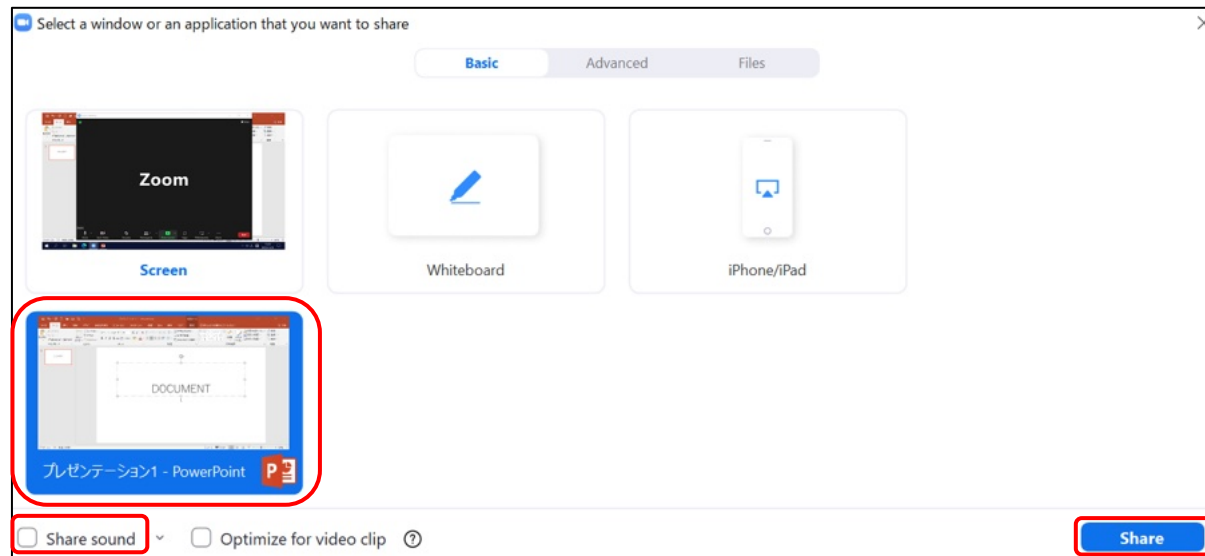 Select a window or an application that you want to share
Basic Advanced Files
Zoom
Screen Whiteboard iPhone/iPad
DOCUMENT
プレゼンテーション1 - PowerPoint
Share sound Optimize for video clip
Share